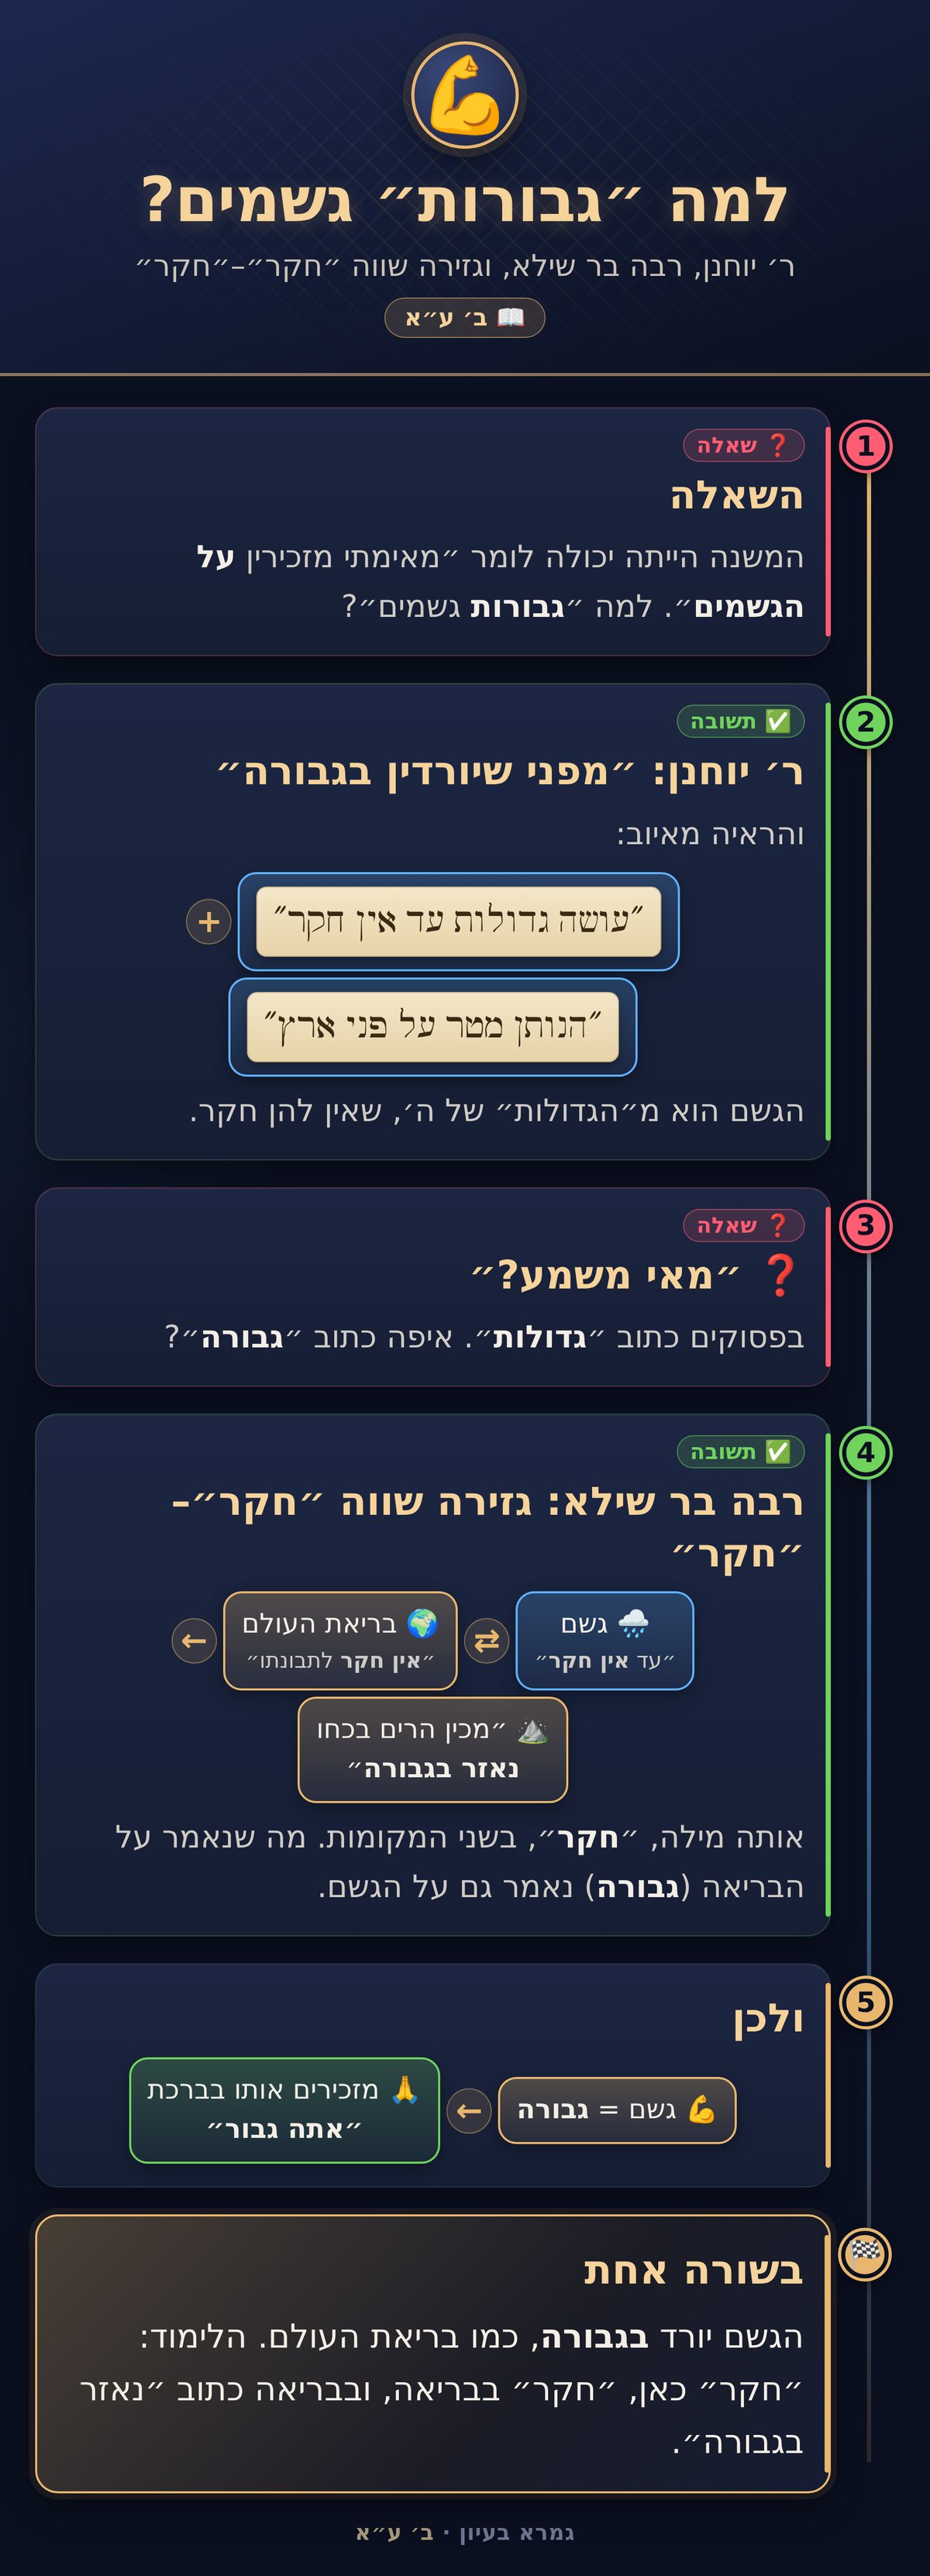 למה ״גבורות״ גשמים?
ר׳ יוחנן, רבה בר שילא, וגזירה שווה ״חקר״–״חקר״
📖 ב׳ ע״א
1
❓ שאלה
השאלה
המשנה הייתה יכולה לומר ״מאימתי מזכירין על
הגשמים״. למה ״גבורות גשמים״?
2
✅ תשובה
ר׳ יוחנן: ״מפני שיורדין בגבורה״
והראיה מאיוב:
״עושה גדולות עד אין חקר״ +
״הנותן מטר על פני ארץ״
הגשם הוא מ״הגדולות״ של ה׳, שאין להן חקר.
3
❓ שאלה
❓ ״מאי משמע?״
בפסוקים כתוב ״גדולות״. איפה כתוב ״גבורה״?
4
✅ תשובה
רבה בר שילא: גזירה שווה ״חקר״–
״חקר״
🌧️ גשם
״עד אין חקר״
⇄
🌍 בריאת העולם
״אין חקר לתבונתו״
←
⛰️ ״מכין הרים בכחו
נאזר בגבורה״
אותה מילה, ״חקר״, בשני המקומות. מה שנאמר על
הבריאה (גבורה) נאמר גם על הגשם.
5
ולכן
💪 גשם = גבורה
←
🙏 מזכירים אותו בברכת
״אתה גבור״
בשורה אחת
הגשם יורד בגבורה, כמו בריאת העולם. הלימוד:
״חקר״ כאן, ״חקר״ בבריאה, ובבריאה כתוב ״נאזר
בגבורה״.
גמרא בעיון · ב׳ ע״א